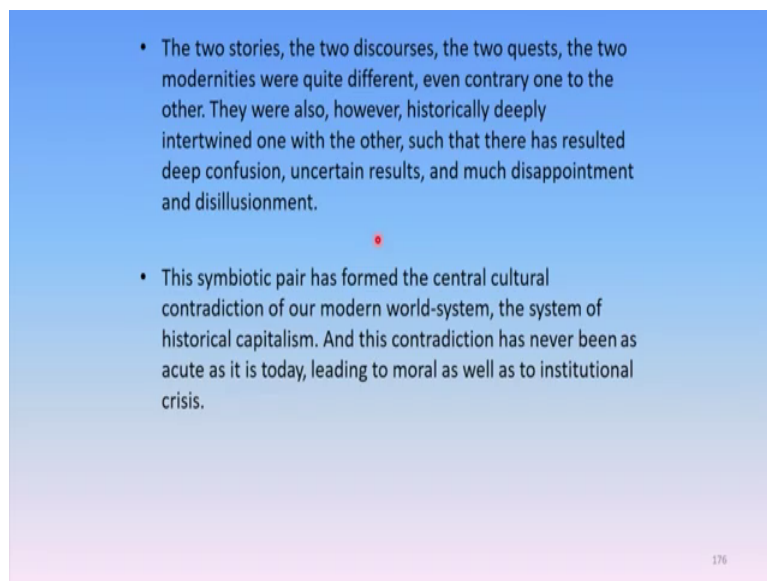 • The two stories, the two discourses, the two quests, the two
modernities were quite different, even contrary one to the
other. They were also, however, historically deeply
intertwined one with the other, such that there has resulted
deep confusion, uncertain results, and much disappointment
and disillusionment.
• This symbiotic pair has formed the central cultural
contradiction of our modern world-system, the system of
historical capitalism. And this contradiction has never been as
acute as it is today, leading to moral as well as to institutional
crisis.
176